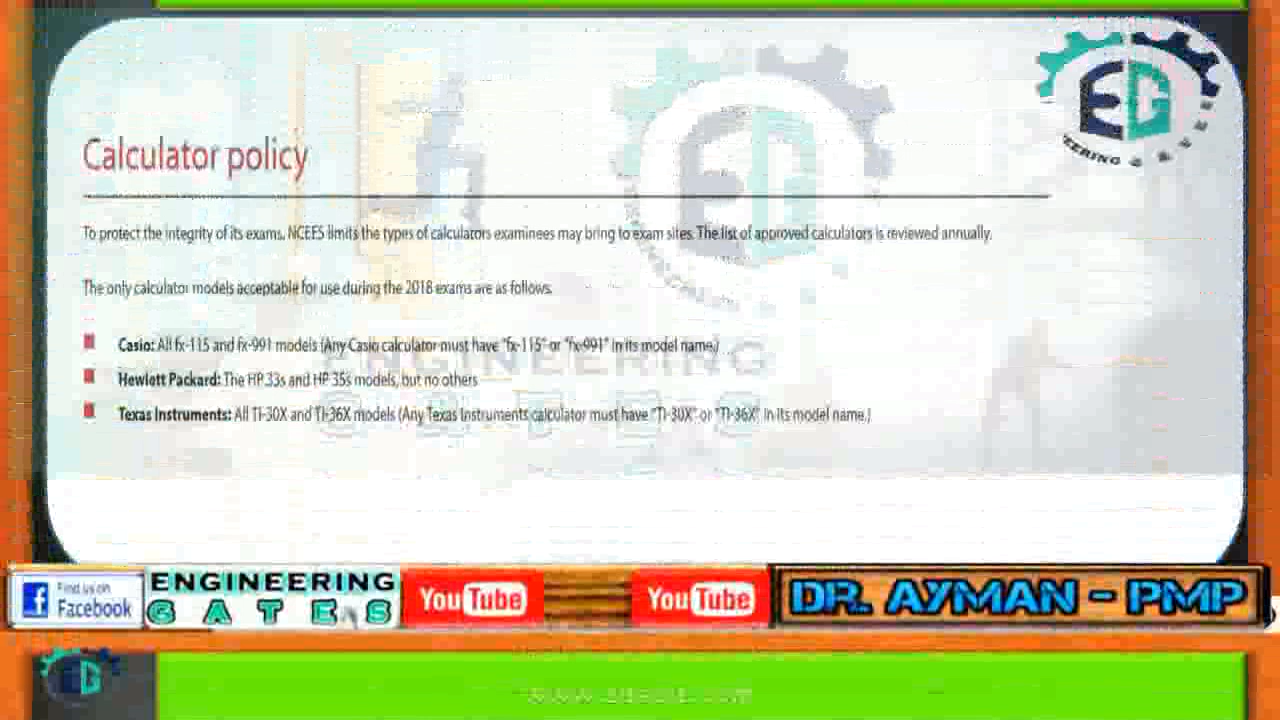 Calculator policy
To protect the integrity of its exams, NCEES limits the types of calculators examinees may bring to exam sites. The list of approved calculators is reviewed annually.
The only calculator models acceptable for use during the 2018 exams are as follows.
Casio: All fx-115 and fx-991 models (Any Casio calculator must have "fx-115" or "fx-991" in its model name.)
Hewlett Packard: The HP 33s and HP 35s models, but no others
Texas Instruments: All TI-30X and TI-36X models (Any Texas Instruments calculator must have "TI-30X" or "TI-36X" in its model name.)
EG
EG
ENGINEERING
GATES
f Find us on
Facebook
ENGINEERING
GATES
YouTube
YouTube
DR. AYMAN - PMP
EG